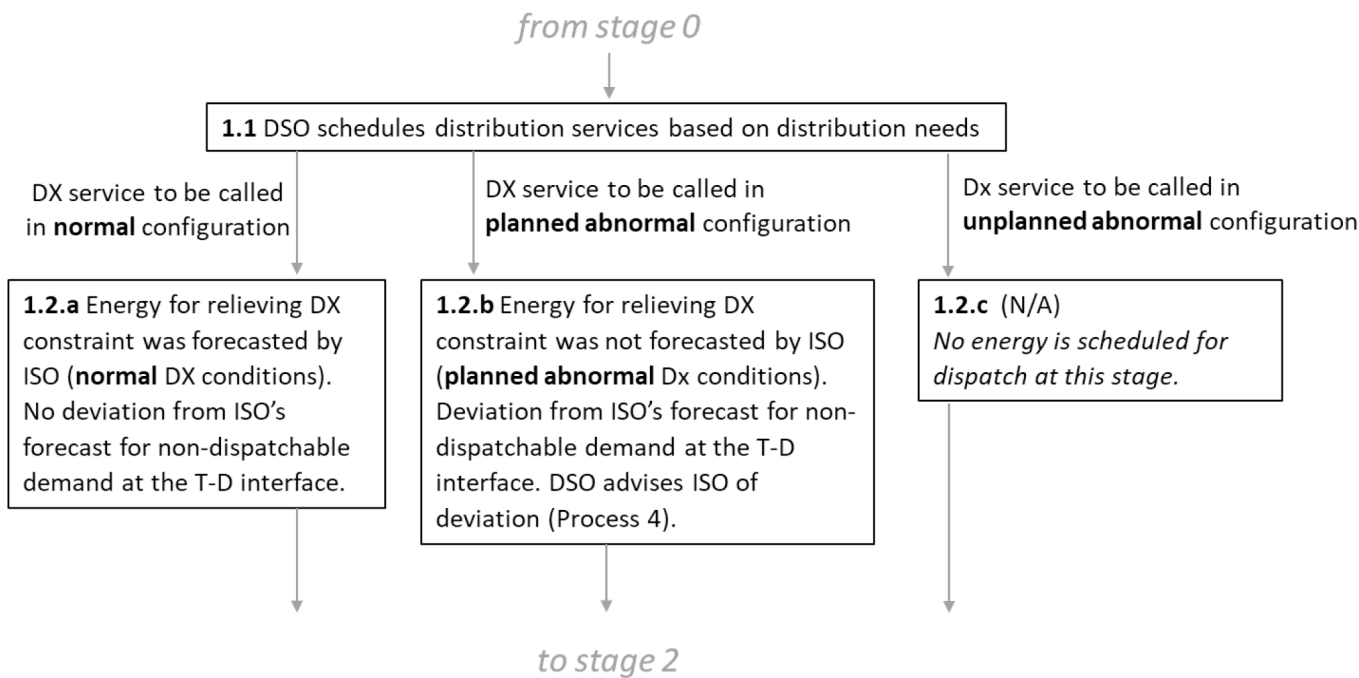 from stage 0
1.1 DSO schedules distribution services based on distribution needs
DX service to be called
in normal configuration
DX service to be called in
planned abnormal configuration
Dx service to be called in
unplanned abnormal configuration
1.2.a Energy for relieving DX
constraint was forecasted by
ISO (normal DX conditions).
No deviation from ISO’s
forecast for non-dispatchable
demand at the T-D interface.
1.2.b Energy for relieving DX
constraint was not forecasted by ISO
(planned abnormal Dx conditions).
Deviation from ISO’s forecast for non-
dispatchable demand at the T-D
interface. DSO advises ISO of
deviation (Process 4).
1.2.c (N/A)
No energy is scheduled for
dispatch at this stage.
to stage 2